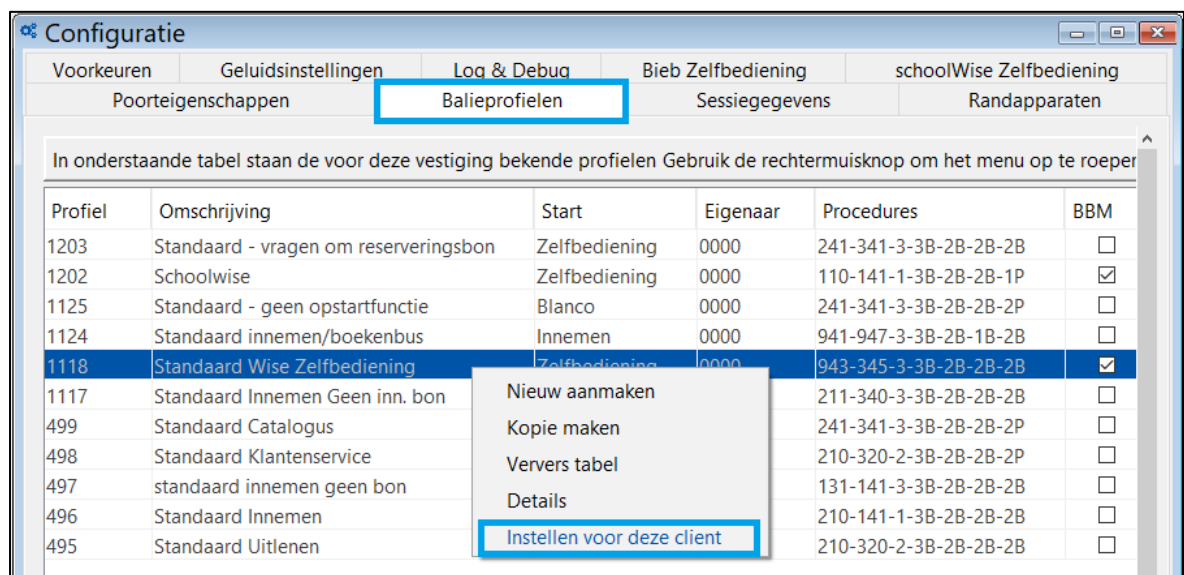 Configuratie
Voorkeuren Geluidsinstellingen Log & Debug Bieb Zelfbediening schoolWise Zelfbediening
Poorteigenschappen Balieprofielen Sessiegegevens Randapparaten
In onderstaande tabel staan de voor deze vestiging bekende profielen Gebruik de rechtermuisknop om het menu op te roepen
Profiel Omschrijving Start Eigenaar Procedures BBM
1203 Standaard - vragen om reserveringsbon Zelfbediening 0000 241-341-3-3B-2B-2B-2B
1202 Schoolwise Zelfbediening 0000 110-141-1-3B-2B-2B-1P
1125 Standaard - geen opstartfunctie Blanco 0000 241-341-3-3B-2B-2B-2P
1124 Standaard innemen/boekenbus Innemen 0000 941-947-3-3B-2B-1B-2B
1118 Standaard Wise Zelfbediening Zelfbediening 0000 943-345-3-3B-2B-2B-2B
1117 Standaard Innemen Geen inn. bon 211-340-3-3B-2B-2B-2B
499 Standaard Catalogus 241-341-3-3B-2B-2B-2P
498 Standaard Klantenservice 210-320-2-3B-2B-2B-2P
497 standaard innemen geen bon 131-141-3-3B-2B-2B-2B
496 Standaard Innemen 210-141-1-3B-2B-2B-2B
495 Standaard Uitlenen 210-320-2-3B-2B-2B-2B
Nieuw aanmaken
Kopie maken
Ververs tabel
Details
Instellen voor deze client